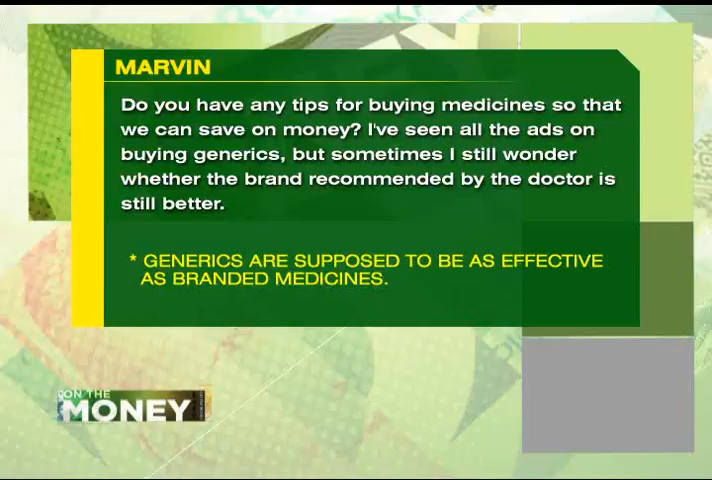 MARVIN
Do you have any tips for buying medicines so that
we can save on money? I've seen all the ads on
buying generics, but sometimes I still wonder
whether the brand recommended by the doctor is
still better.
* GENERICS ARE SUPPOSED TO BE AS EFFECTIVE
AS BRANDED MEDICINES.
ON THE
MONEY